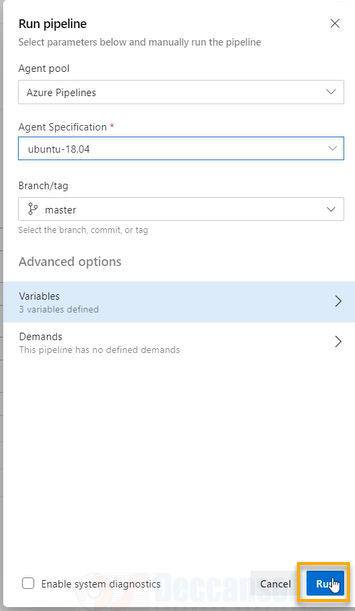 Run pipeline
Select parameters below and manually run the pipeline
Agent pool
Azure Pipelines
Agent Specification *
ubuntu-18.04
Branch/tag
master
Select the branch, commit, or tag
Advanced options
Variables
3 variables defined
Demands
This pipeline has no defined demands
Enable system diagnostics
Cancel
Run